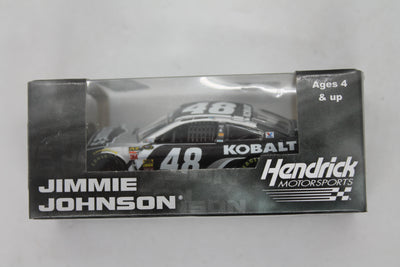 Ages 4
& up
48
KOBALT
48
JIMMIE
JOHNSON
Hendrick
MOTORSPORTS